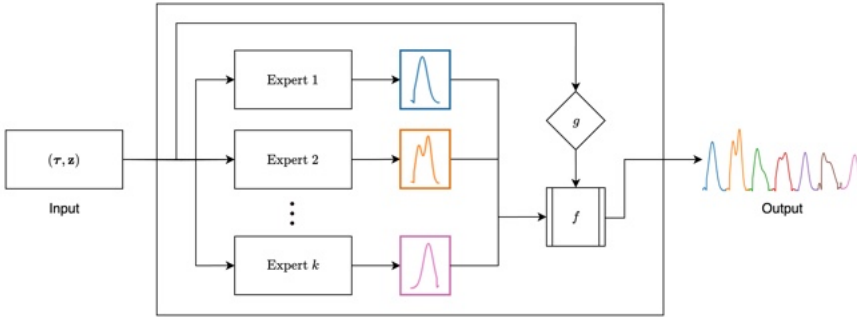 (τ, z)
Input
Expert 1
Expert 2
Expert k
g
f
Output